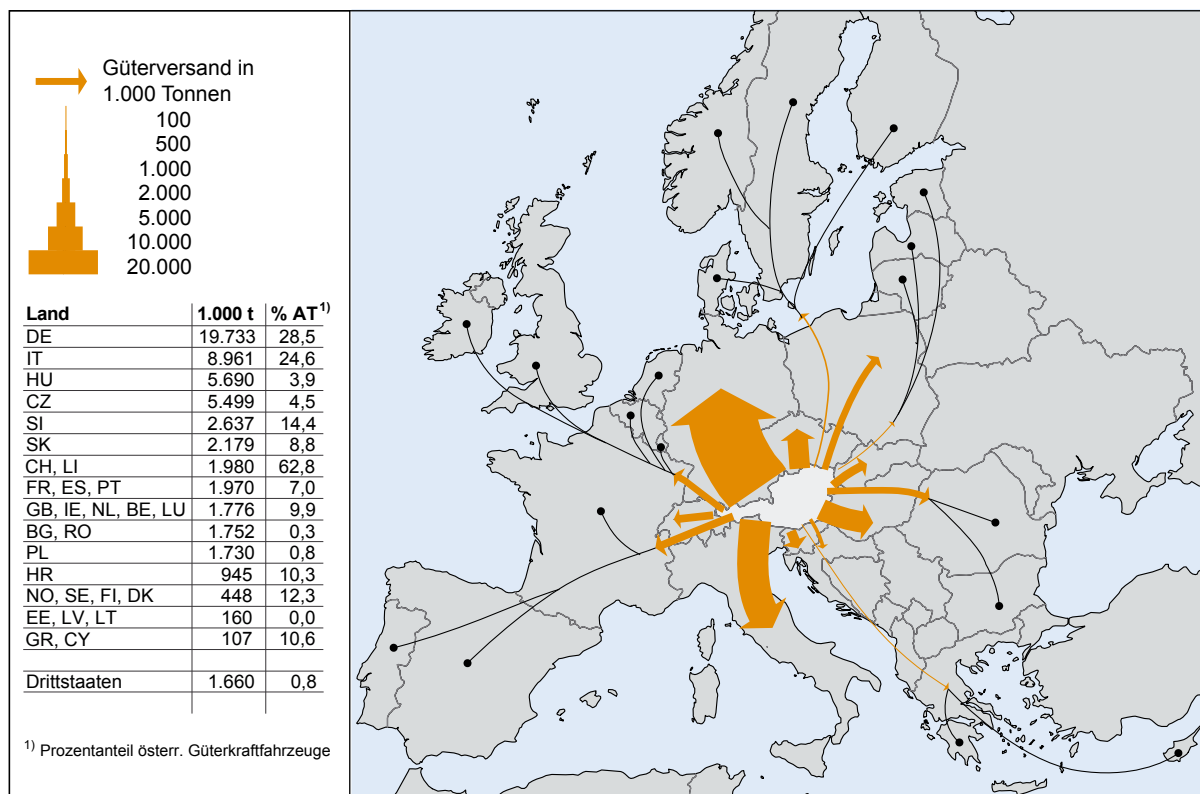 Güterversand in
1.000 Tonnen
100
500
1.000
2.000
5.000
10.000
20.000
Land 1.000 t % AT1)
DE 19.733 28,5
IT 8.961 24,6
HU 5.690 3,9
CZ 5.499 4,5
SI 2.637 14,4
SK 2.179 8,8
CH, LI 1.980 62,8
FR, ES, PT 1.970 7,0
GB, IE, NL, BE, LU 1.776 9,9
BG, RO 1.752 0,3
PL 1.730 0,8
HR 945 10,3
NO, SE, FI, DK 448 12,3
EE, LV, LT 160 0,0
GR, CY 107 10,6
Drittstaaten 1.660 0,8
1) Prozentanteil österr. Güterkraftfahrzeuge